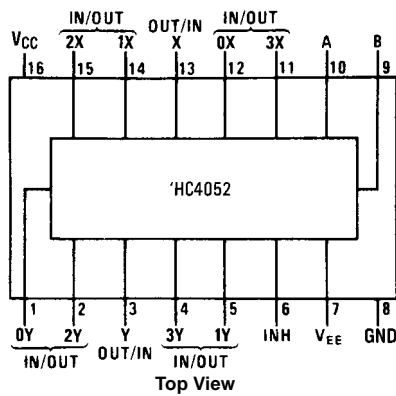 IN/OUT OUT/IN IN/OUT
VCC 2X 1X X 0X 3X A B
16 15 14 13 12 11 10 9
'HC4052
1 2 3 4 5 6 7 8
0Y 2Y Y 3Y 1Y INH VEE GND
IN/OUT OUT/IN IN/OUT
Top View